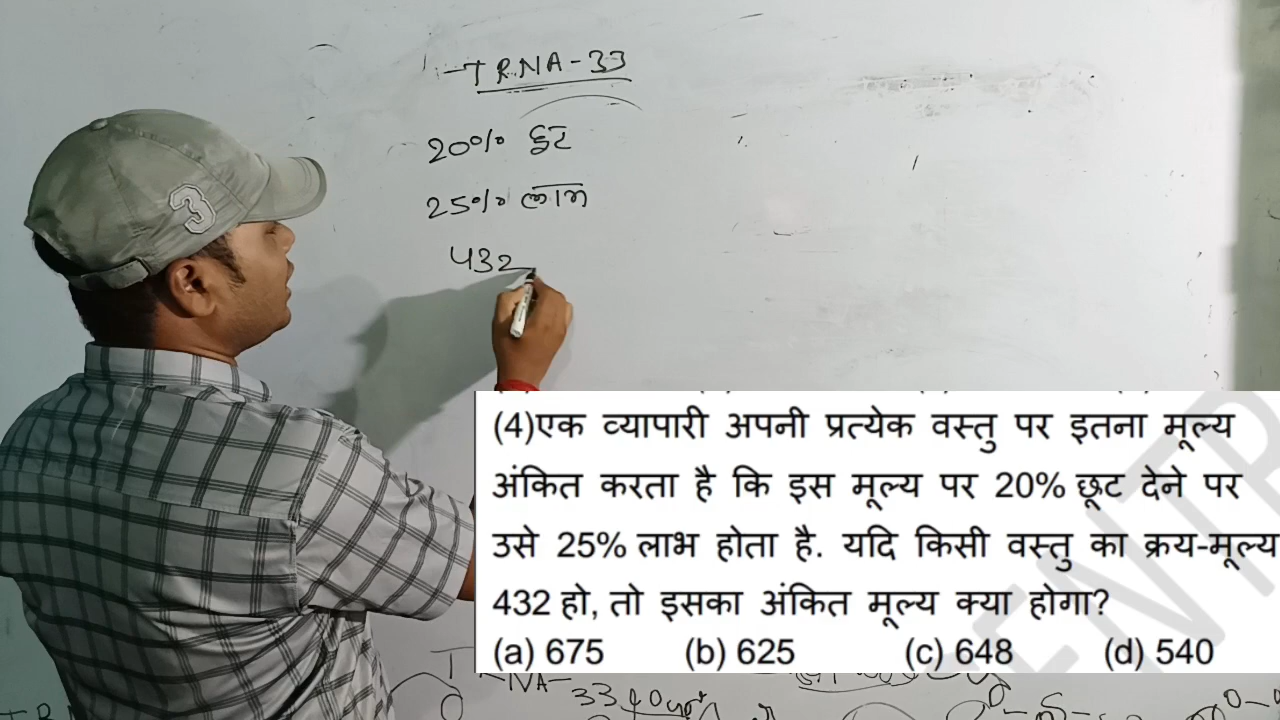 TRNA-33
20% छुट
25% लाभ
432
3
(4)एक व्यापारी अपनी प्रत्येक वस्तु पर इतना मूल्य
अंकित करता है कि इस मूल्य पर 20% छूट देने पर
उसे 25% लाभ होता है. यदि किसी वस्तु का क्रय-मूल्य
432 हो, तो इसका अंकित मूल्य क्या होगा?
(a) 675 (b) 625 (c) 648 (d) 540